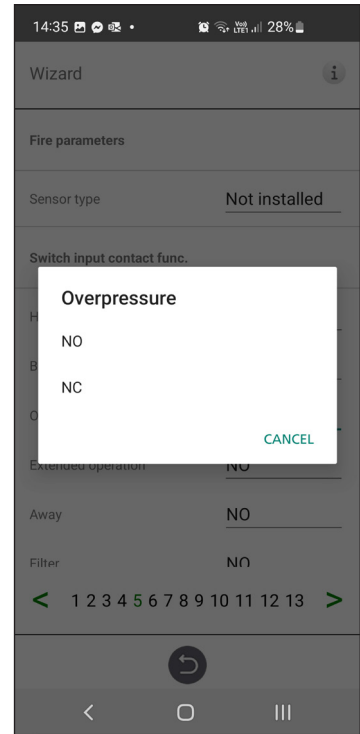 14:35 Vo)) LTE1 28%
Wizard i
Fire parameters
Sensor type Not installed
Switch input contact func.
Overpressure
H
NO
B
NC
O
CANCEL
Extended operation NO
Away NO
Filter NO
< 1 2 3 4 5 6 7 8 9 10 11 12 13 >